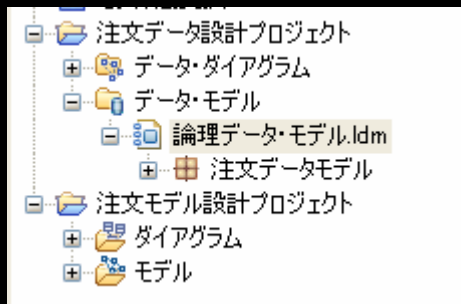 注文データ設計プロジェクト
データ・ダイアグラム
データ・モデル
論理データ・モデル.ldm
注文データモデル
注文モデル設計プロジェクト
ダイアグラム
モデル